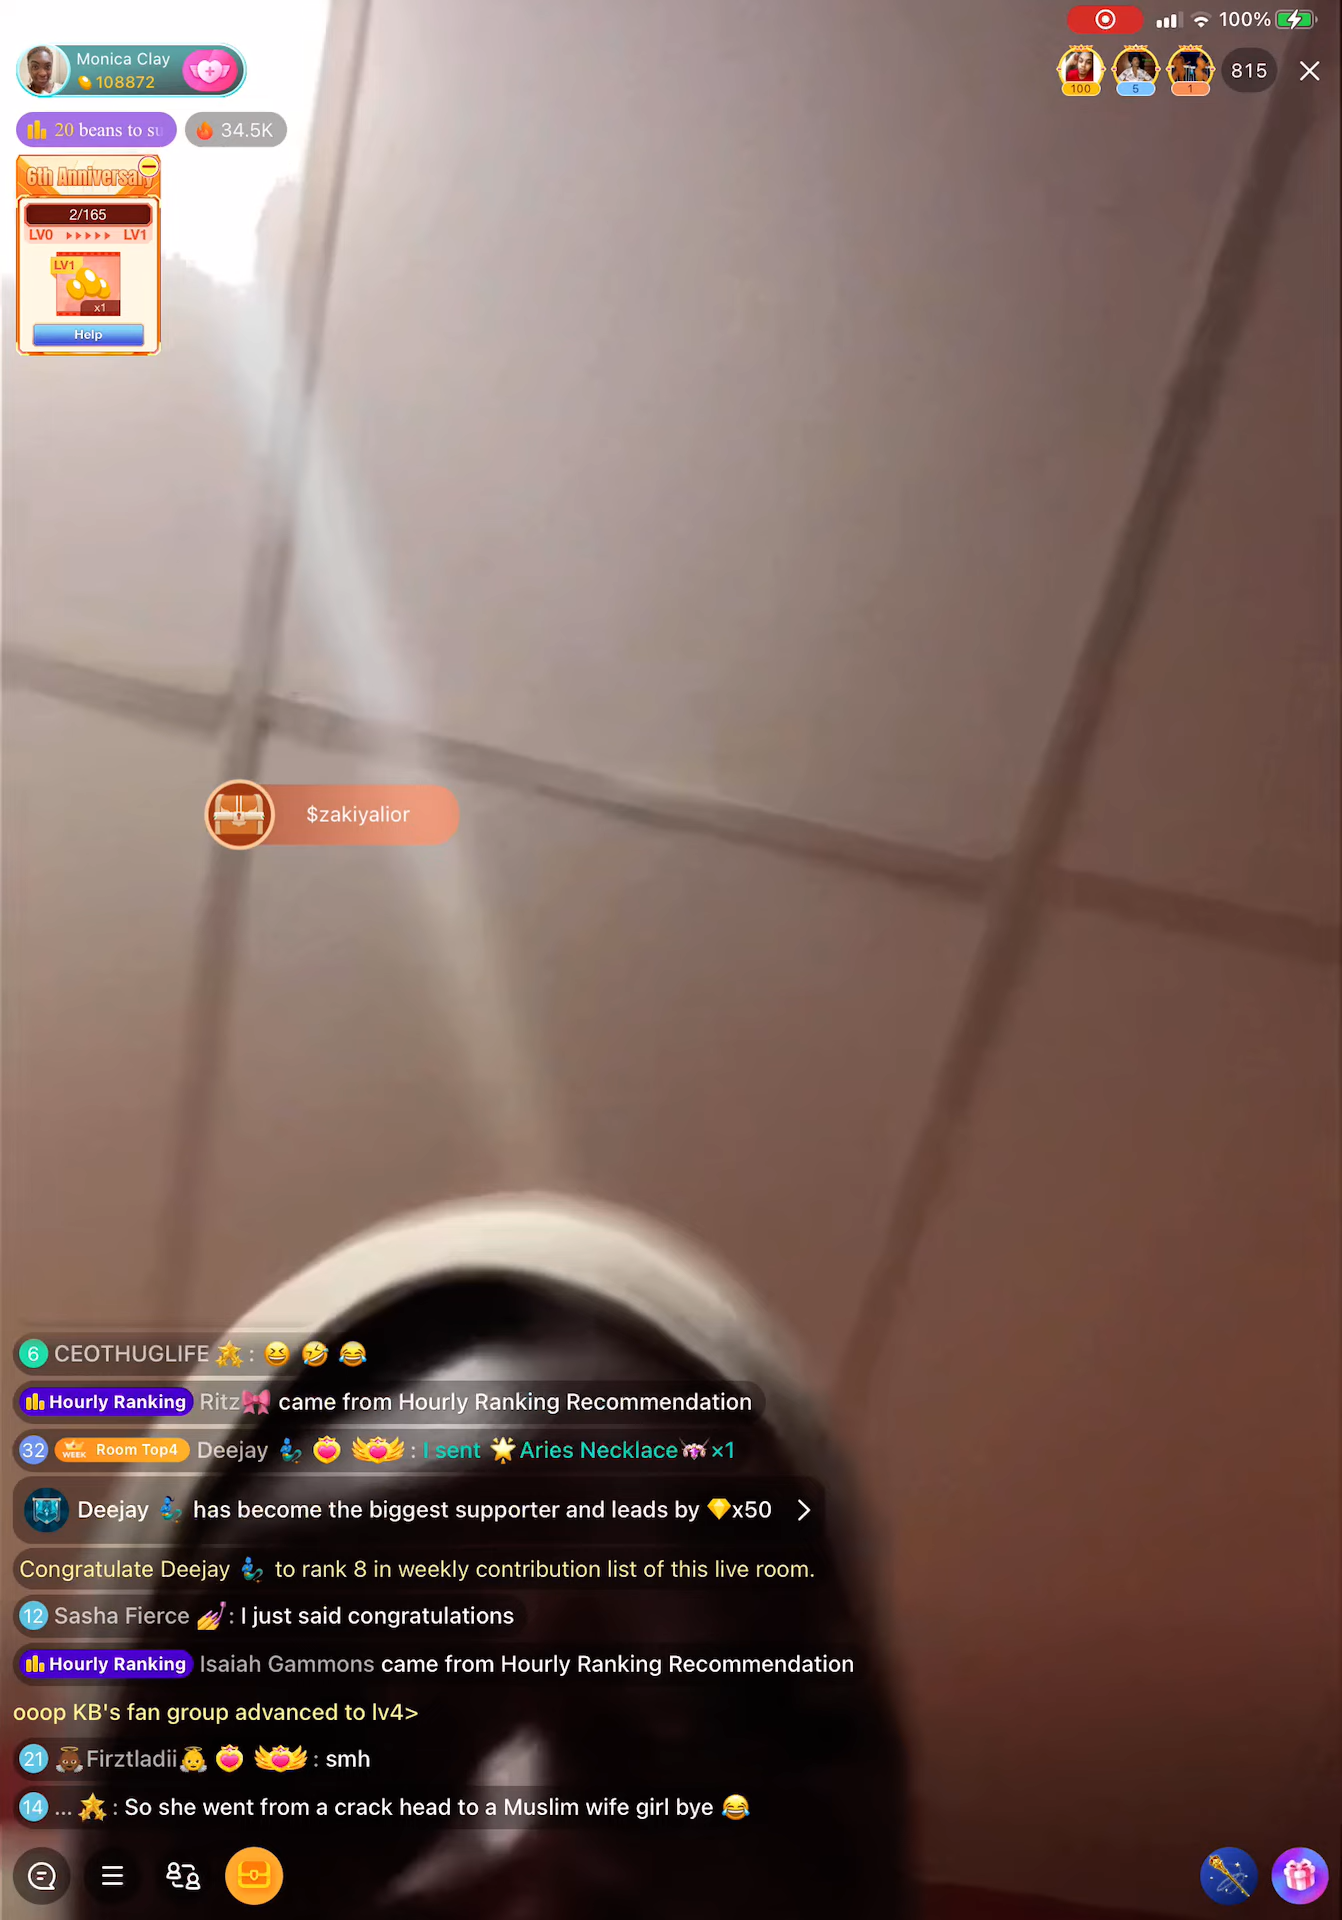 100%
Monica Clay
108872
100
5
1
815
20 beans to su
34.5K
6th Anniversary
2/165
LV0 LV1
LV1
x1
Help
$zakiyalior
6 CEOTHUGLIFE 🌟 : 😆 🤣 😂
Hourly Ranking Ritz🎀 came from Hourly Ranking Recommendation
32 WEEK Room Top4 Deejay 🧞‍♂️ : I sent 🌟Aries Necklace×1
Deejay 🧞‍♂️ has become the biggest supporter and leads by x50
Congratulate Deejay 🧞‍♂️ to rank 8 in weekly contribution list of this live room.
12 Sasha Fierce 💅 : I just said congratulations
Hourly Ranking Isaiah Gammons came from Hourly Ranking Recommendation
ooop KB's fan group advanced to lv4>
21 👼🏾Firztladii👼 : smh
14 ... 🌟 : So she went from a crack head to a Muslim wife girl bye 😂